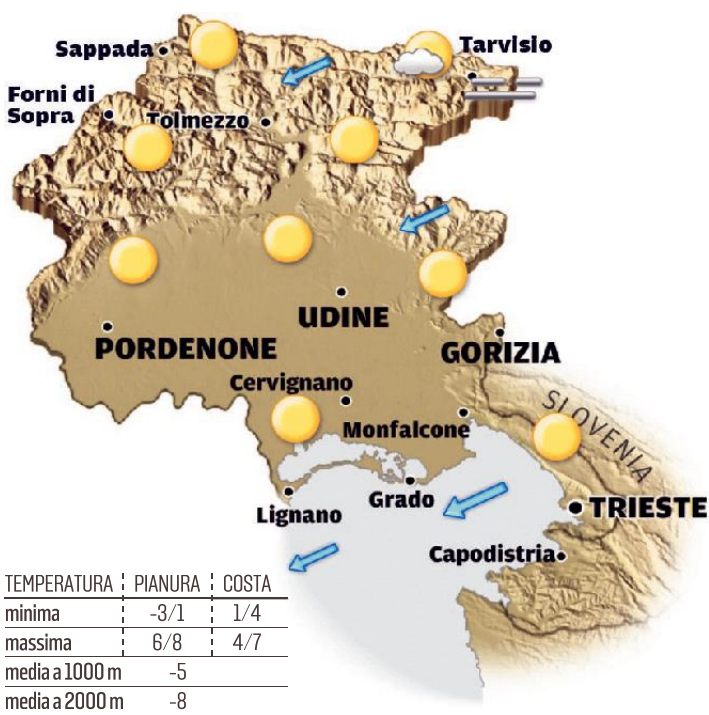 Sappada
Tarvisio
Forni di
Sopra
Tolmezzo
UDINE
PORDENONE
GORIZIA
Cervignano
SLOVENIA
Monfalcone
Grado
TRIESTE
Lignano
Capodistria
TEMPERATURA PIANURA COSTA
minima -3/1 1/4
massima 6/8 4/7
media a 1000 m -5
media a 2000 m -8